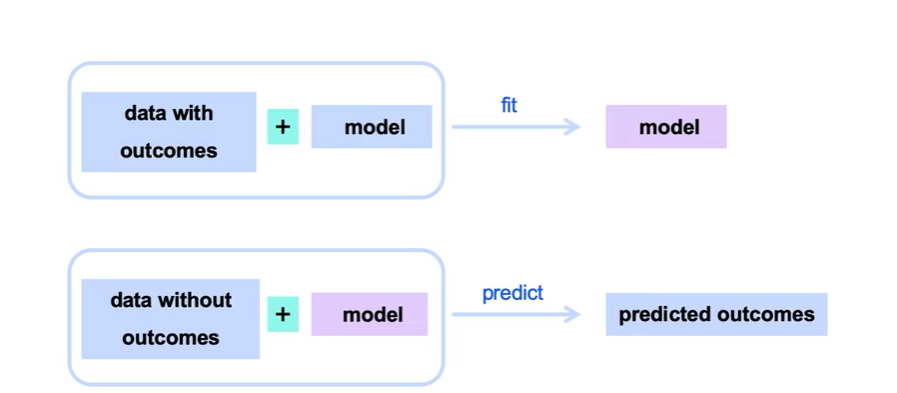 data with
outcomes
+
model
fit
model
data without
outcomes
+
model
predict
predicted outcomes